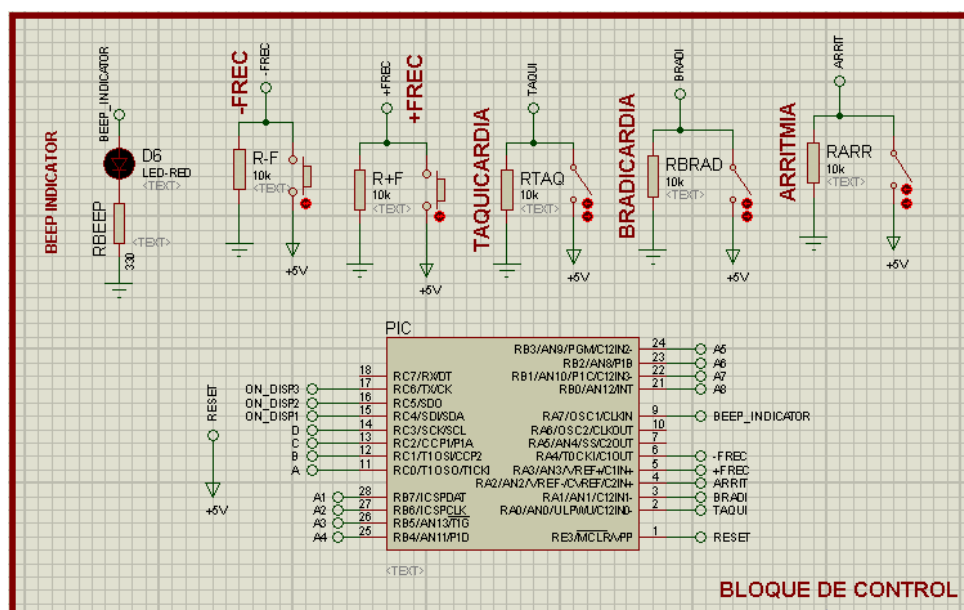 BEEP_INDICATOR
BEEP INDICATOR
D6
LED-RED
<TEXT>
RBEEP
330
<TEXT>
-FREC
-FREC
R-F
10k
<TEXT>
+5V
+FREC
+FREC
R+F
10k
<TEXT>
+5V
TAQUI
TAQUICARDIA
RTAQ
10k
<TEXT>
+5V
BRADI
BRADICARDIA
RBRAD
10k
<TEXT>
+5V
ARRIT
ARRITMIA
RARR
10k
<TEXT>
+5V
PIC
RESET
+5V
18 RC7/RX/DT
ON_DISP3 17 RC6/TX/CK
ON_DISP2 16 RC5/SDO
ON_DISP1 15 RC4/SDI/SDA
D 14 RC3/SCK/SCL
C 13 RC2/CCP1/P1A
B 12 RC1/T1OSI/CCP2
A 11 RC0/T1OSO/T1CKI
A1 28 RB7/ICSPDAT
A2 27 RB6/ICSPCLK
A3 26 RB5/AN13/T1G
A4 25 RB4/AN11/P1D
RB3/AN9/PGM/C12IN2- 24 A5
RB2/AN8/P1B 23 A6
RB1/AN10/P1C/C12IN3- 22 A7
RB0/AN12/INT 21 A8
RA7/OSC1/CLKIN 9 BEEP_INDICATOR
RA6/OSC2/CLKOUT 10
RA5/AN4/SS/C2OUT 7
RA4/T0CKI/C1OUT 6 -FREC
RA3/AN3/VREF+/C1IN+ 5 +FREC
RA2/AN2/VREF-/CVREF/C2IN+ 4 ARRIT
RA1/AN1/C12IN1- 3 BRADI
RA0/AN0/ULPWU/C12IN0- 2 TAQUI
RE3/MCLR/VPP 1 RESET
<TEXT>
BLOQUE DE CONTROL